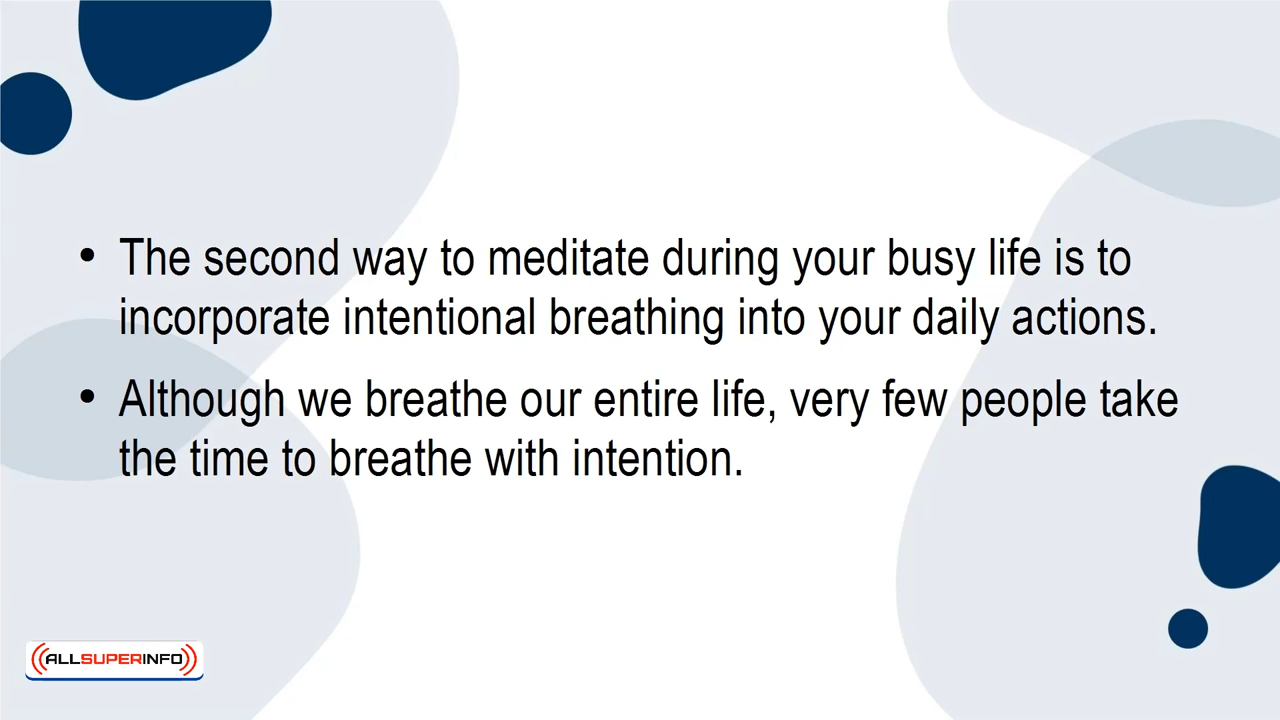 • The second way to meditate during your busy life is to
incorporate intentional breathing into your daily actions.
• Although we breathe our entire life, very few people take
the time to breathe with intention.
ALLSUPERINFO